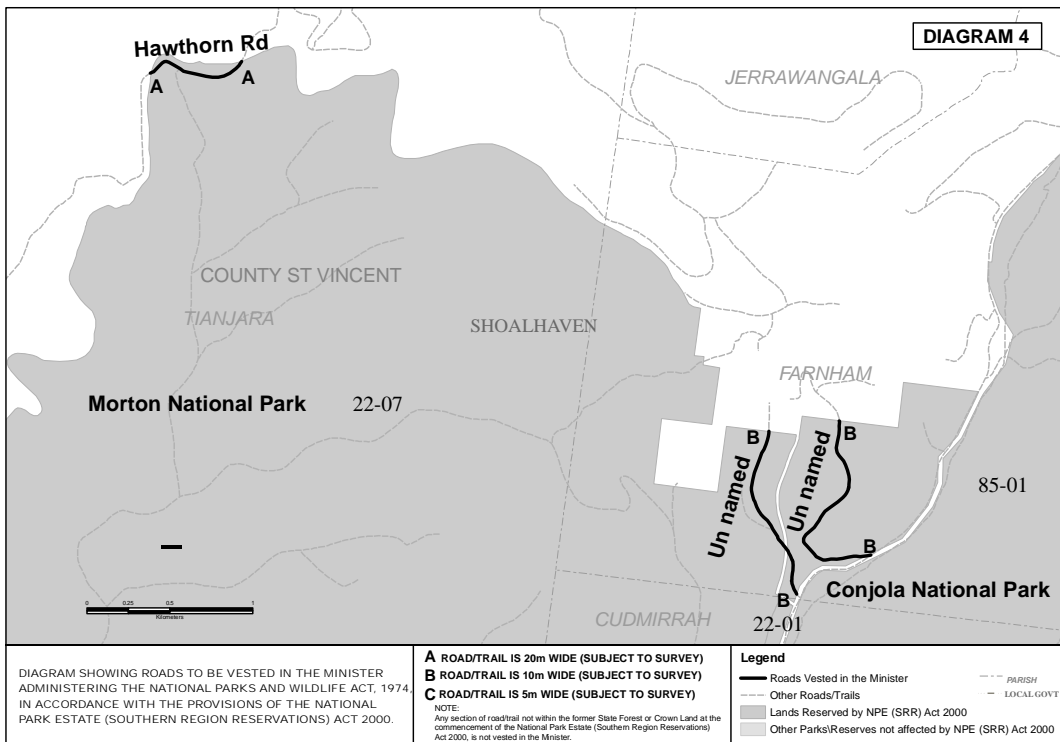 Hawthorn Rd
DIAGRAM 4
A
A
JERRAWANGALA
COUNTY ST VINCENT
TIANJARA
SHOALHAVEN
FARNHAM
Morton National Park 22-07
B
B
Un named
Un named
85-01
B
B
Conjola National Park
CUDMIRRAH
22-01
0 0.25 0.5 1
Kilometers
DIAGRAM SHOWING ROADS TO BE VESTED IN THE MINISTER
ADMINISTERING THE NATIONAL PARKS AND WILDLIFE ACT, 1974,
IN ACCORDANCE WITH THE PROVISIONS OF THE NATIONAL
PARK ESTATE (SOUTHERN REGION RESERVATIONS) ACT 2000.
A ROAD/TRAIL IS 20m WIDE (SUBJECT TO SURVEY)
B ROAD/TRAIL IS 10m WIDE (SUBJECT TO SURVEY)
C ROAD/TRAIL IS 5m WIDE (SUBJECT TO SURVEY)
NOTE:
Any section of road/trail not within the former State Forest or Crown Land at the
commencement of the National Park Estate (Southern Region Reservations)
Act 2000, is not vested in the Minister.
Legend
Roads Vested in the Minister
Other Roads/Trails
Lands Reserved by NPE (SRR) Act 2000
Other Parks\Reserves not affected by NPE (SRR) Act 2000
PARISH
LOCAL GOVT